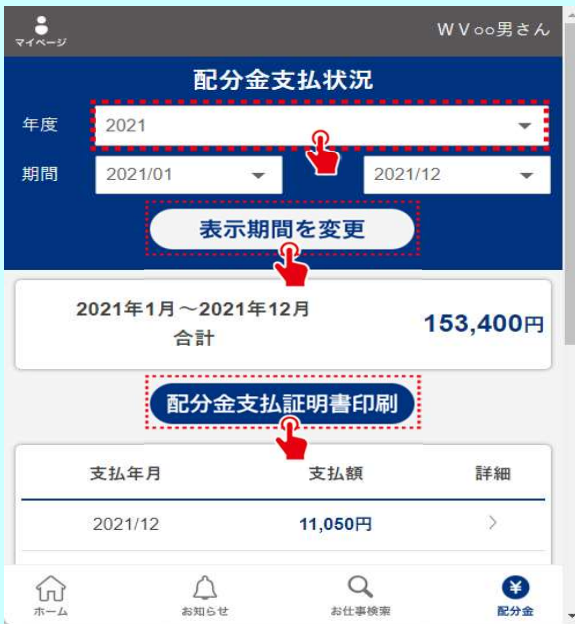 マイページ
ＷＶ○○男さん
配分金支払状況
年度 2021
期間 2021/01 2021/12
表示期間を変更
2021年1月～2021年12月
合計
153,400円
配分金支払証明書印刷
支払年月 支払額 詳細
2021/12 11,050円
ホーム お知らせ お仕事検索 配分金